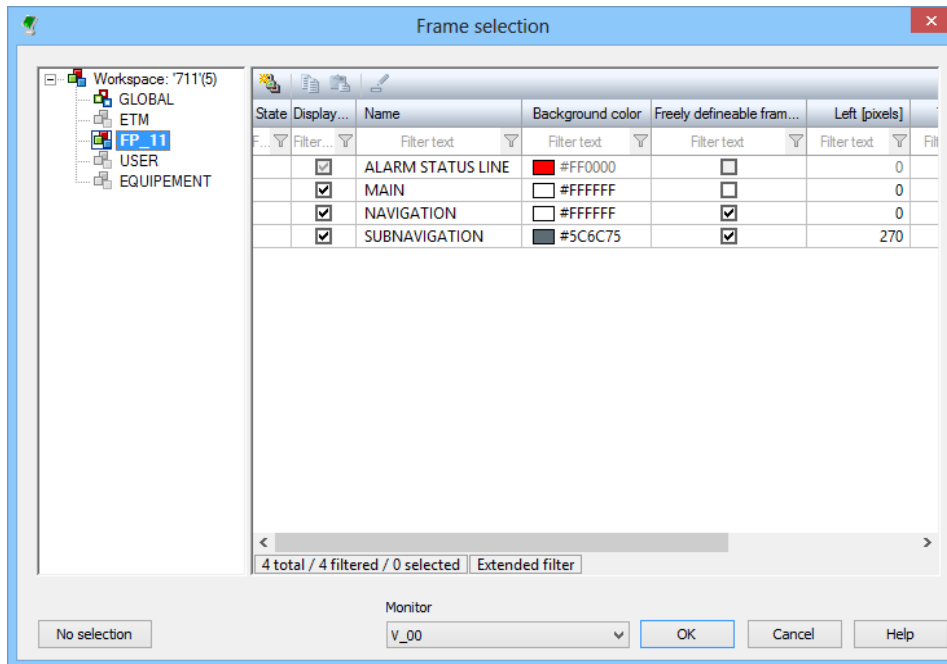 Frame selection
Workspace: '711'(5)
GLOBAL
ETM
FP_11
USER
EQUIPEMENT
State Display... Name Background color Freely defineable fram... Left [pixels]
F... Filter... Filter text Filter text Filter text Filter text Filt
ALARM STATUS LINE #FF0000 0
MAIN #FFFFFF 0
NAVIGATION #FFFFFF 0
SUBNAVIGATION #5C6C75 270
4 total / 4 filtered / 0 selected Extended filter
Monitor
No selection V_00 OK Cancel Help